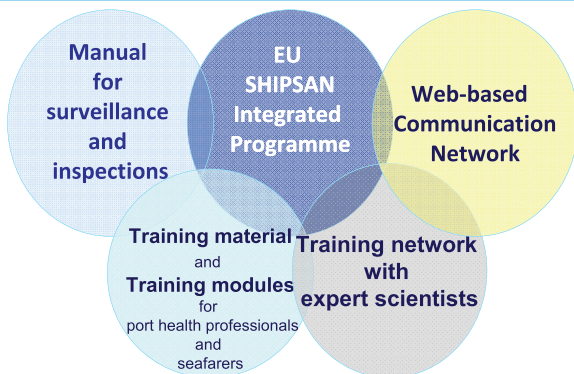 Manual
for
surveillance
and
inspections
EU
SHIPSAN
Integrated
Programme
Web-based
Communication
Network
Training material
and
Training modules
for
port health professionals
and
seafarers
Training network
with
expert scientists